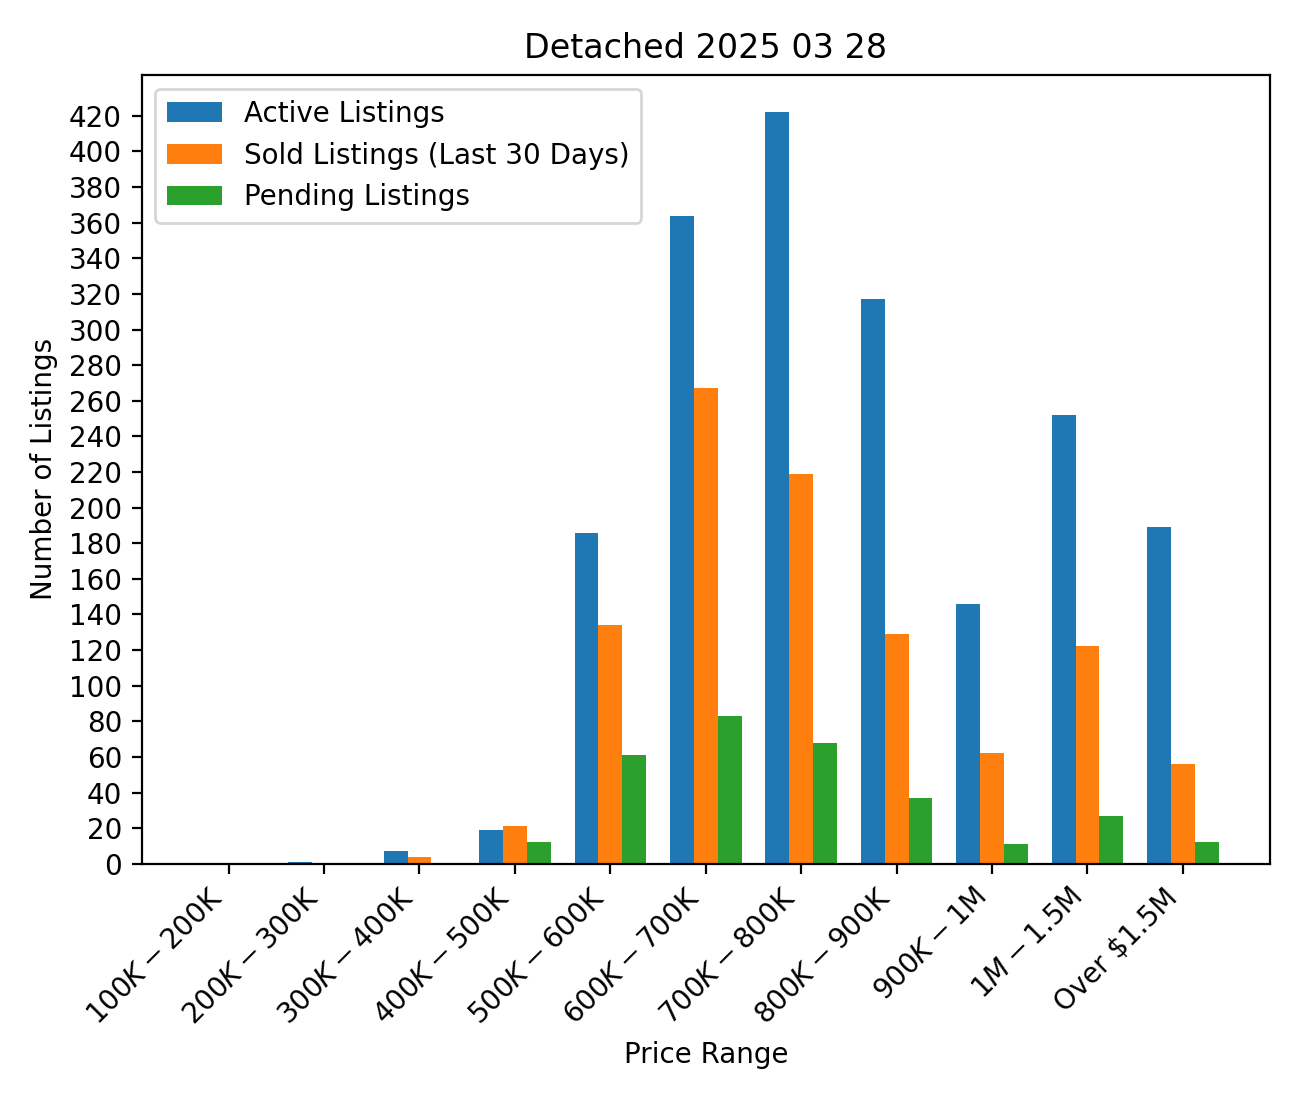 Detached 2025 03 28
Active Listings
Sold Listings (Last 30 Days)
Pending Listings
Number of Listings
420
400
380
360
340
320
300
280
260
240
220
200
180
160
140
120
100
80
60
40
20
0
100K − 200K
200K − 300K
300K − 400K
400K − 500K
500K − 600K
600K − 700K
700K − 800K
800K − 900K
900K − 1M
1M − 1.5M
Over $1.5M
Price Range